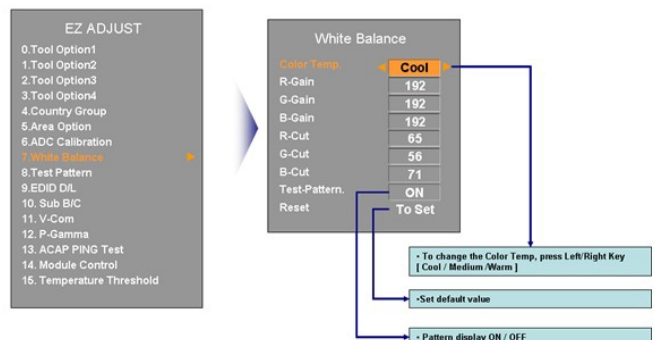 EZ ADJUST
0.Tool Option1
1.Tool Option2
2.Tool Option3
3.Tool Option4
4.Country Group
5.Area Option
6.ADC Calibration
7.White Balance
8.Test Pattern
9.EDID D/L
10. Sub B/C
11. V-Com
12. P-Gamma
13. ACAP PING Test
14. Module Control
15. Temperature Threshold
White Balance
Color Temp. Cool
R-Gain 192
G-Gain 192
B-Gain 192
R-Cut 65
G-Cut 56
B-Cut 71
Test-Pattern. ON
Reset To Set
• To change the Color Temp, press Left/Right Key
[ Cool / Medium /Warm ]
•Set default value
• Pattern display ON / OFF